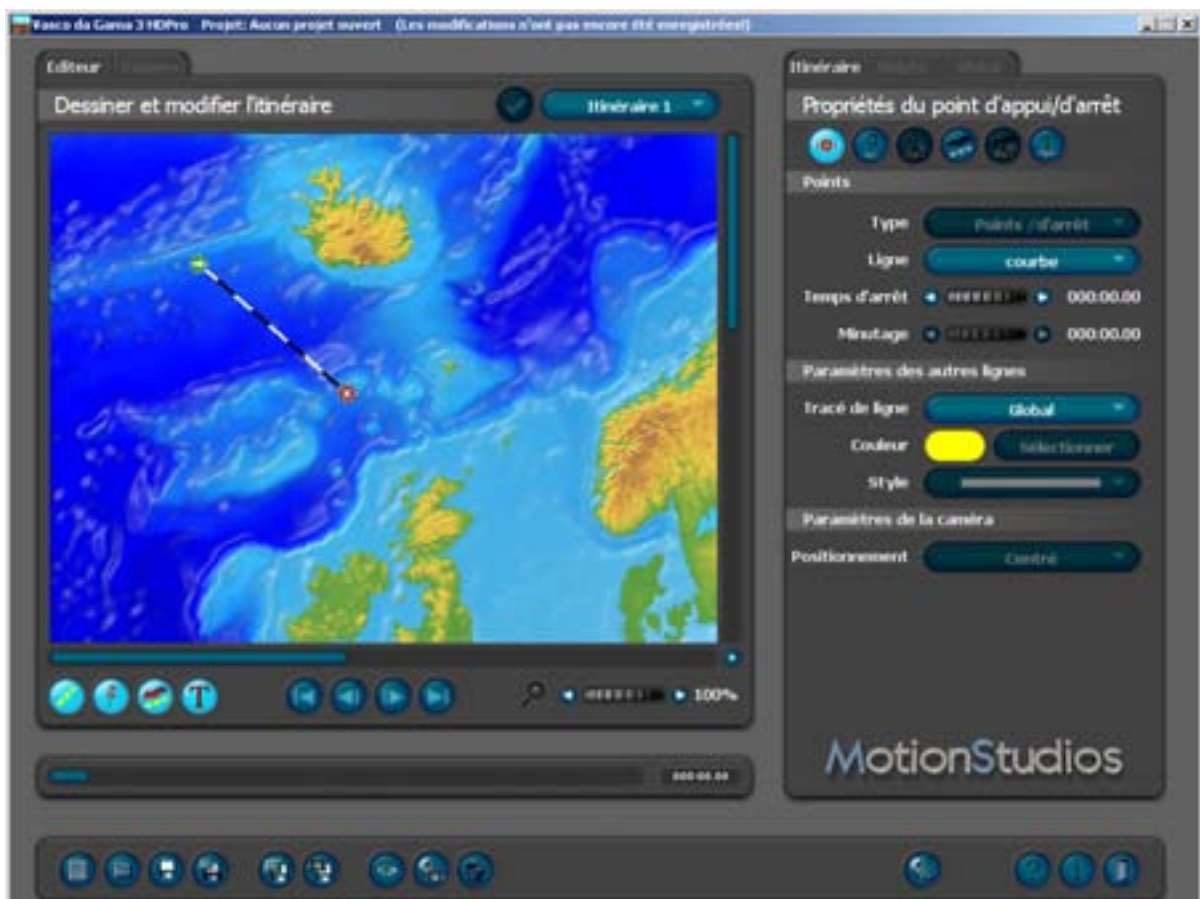 Vasco da Gama 3 HDPro Projet: Aucun projet ouvert (Les modifications n'ont pas encore été enregistrées!)
Editeur
Dessiner et modifier l'itinéraire
Itinéraire 1
100%
000:00.00
Itinéraire
Propriétés du point d'appui/d'arrêt
Points
Type Points /d'arrêt
Ligne courbe
Temps d'arrêt 000:00.00
Minutage 000:00.00
Paramètres des autres lignes
Tracé de ligne Global
Couleur Sélectionner
Style
Paramètres de la caméra
Positionnement Centré
MotionStudios